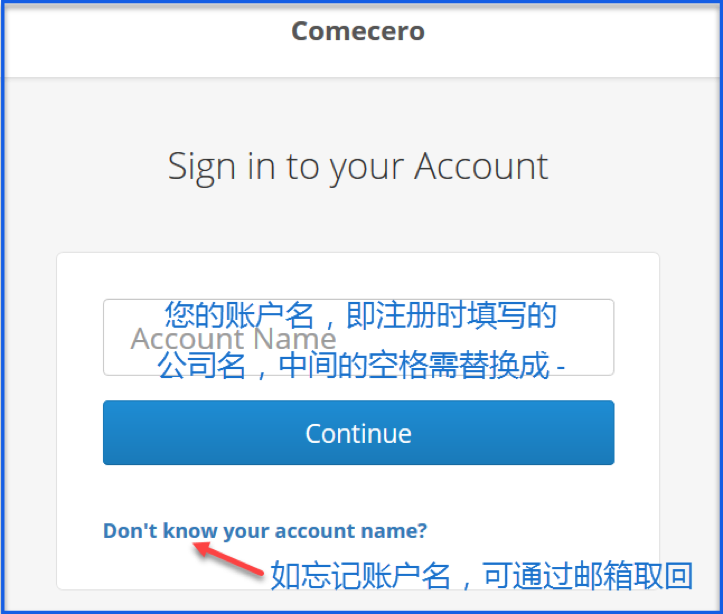 Comecero
Sign in to your Account
您的账户名，即注册时填写的
Account Name
公司名，中间的空格需替换成 -
Continue
Don't know your account name?
如忘记账户名，可通过邮箱取回